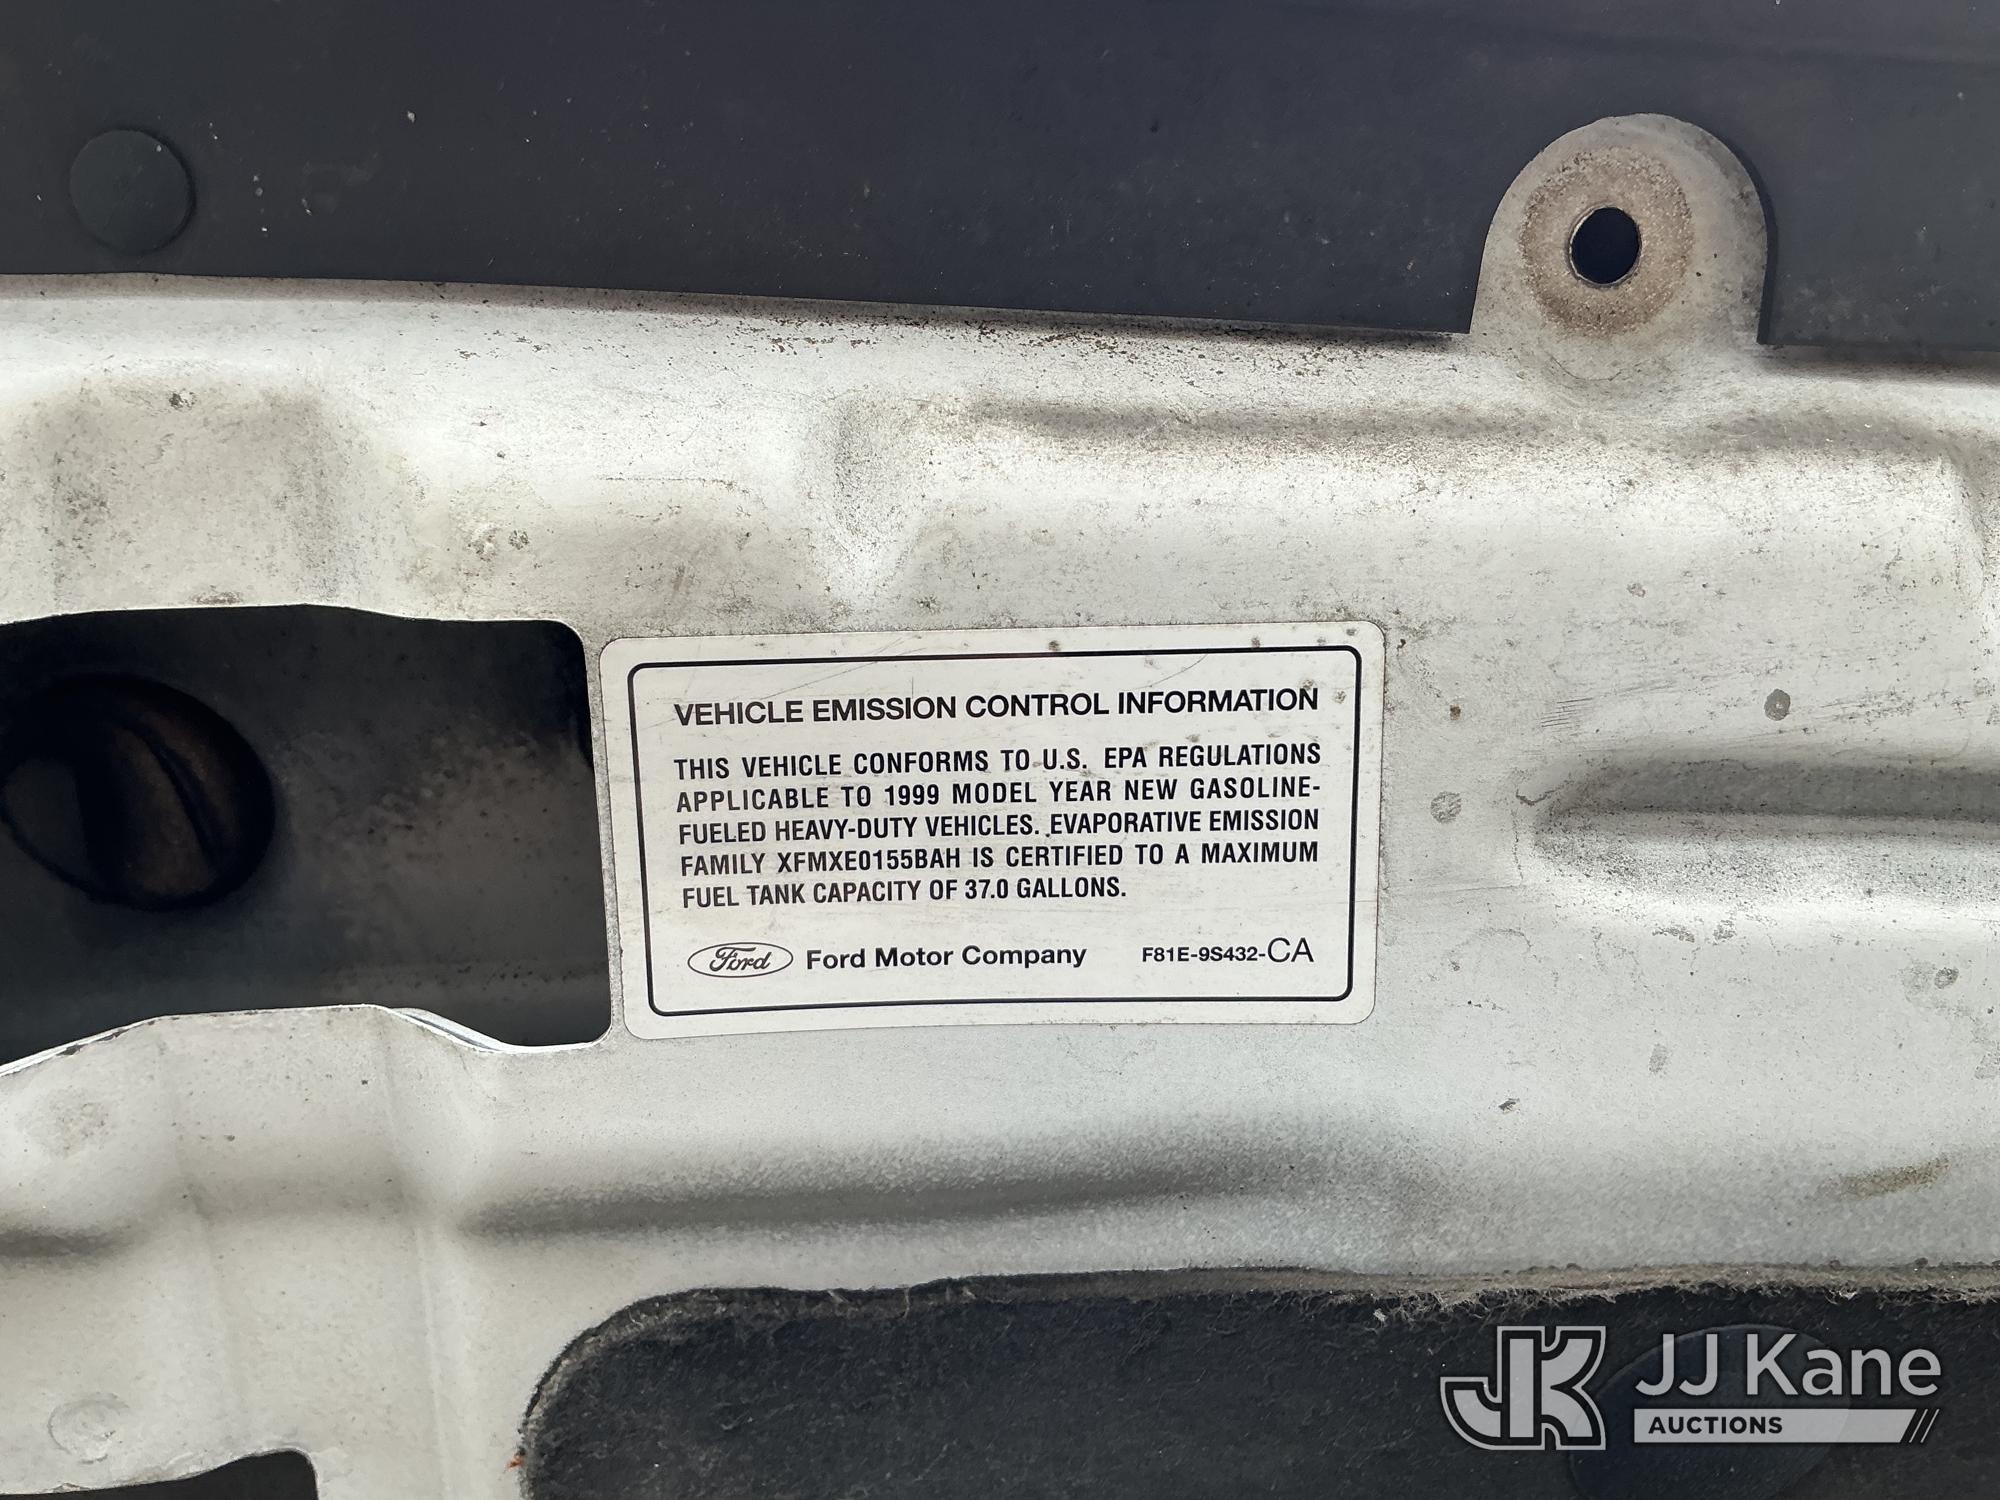 VEHICLE EMISSION CONTROL INFORMATION
THIS VEHICLE CONFORMS TO U.S. EPA REGULATIONS
APPLICABLE TO 1999 MODEL YEAR NEW GASOLINE-
FUELED HEAVY-DUTY VEHICLES. EVAPORATIVE EMISSION
FAMILY XFMXE0155BAH IS CERTIFIED TO A MAXIMUM
FUEL TANK CAPACITY OF 37.0 GALLONS.
Ford Ford Motor Company F81E-9S432-CA
JK JJ Kane
AUCTIONS